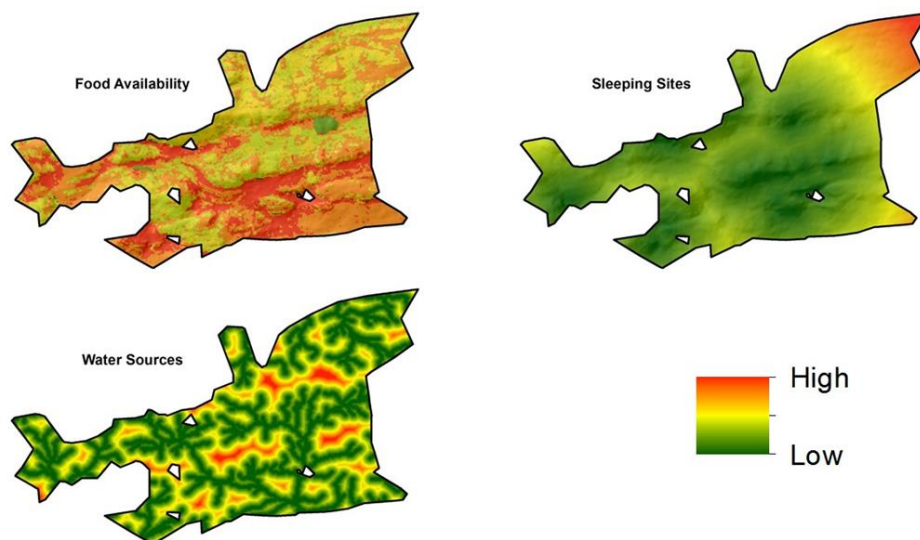 Food Availability
Sleeping Sites
Water Sources
High
Low